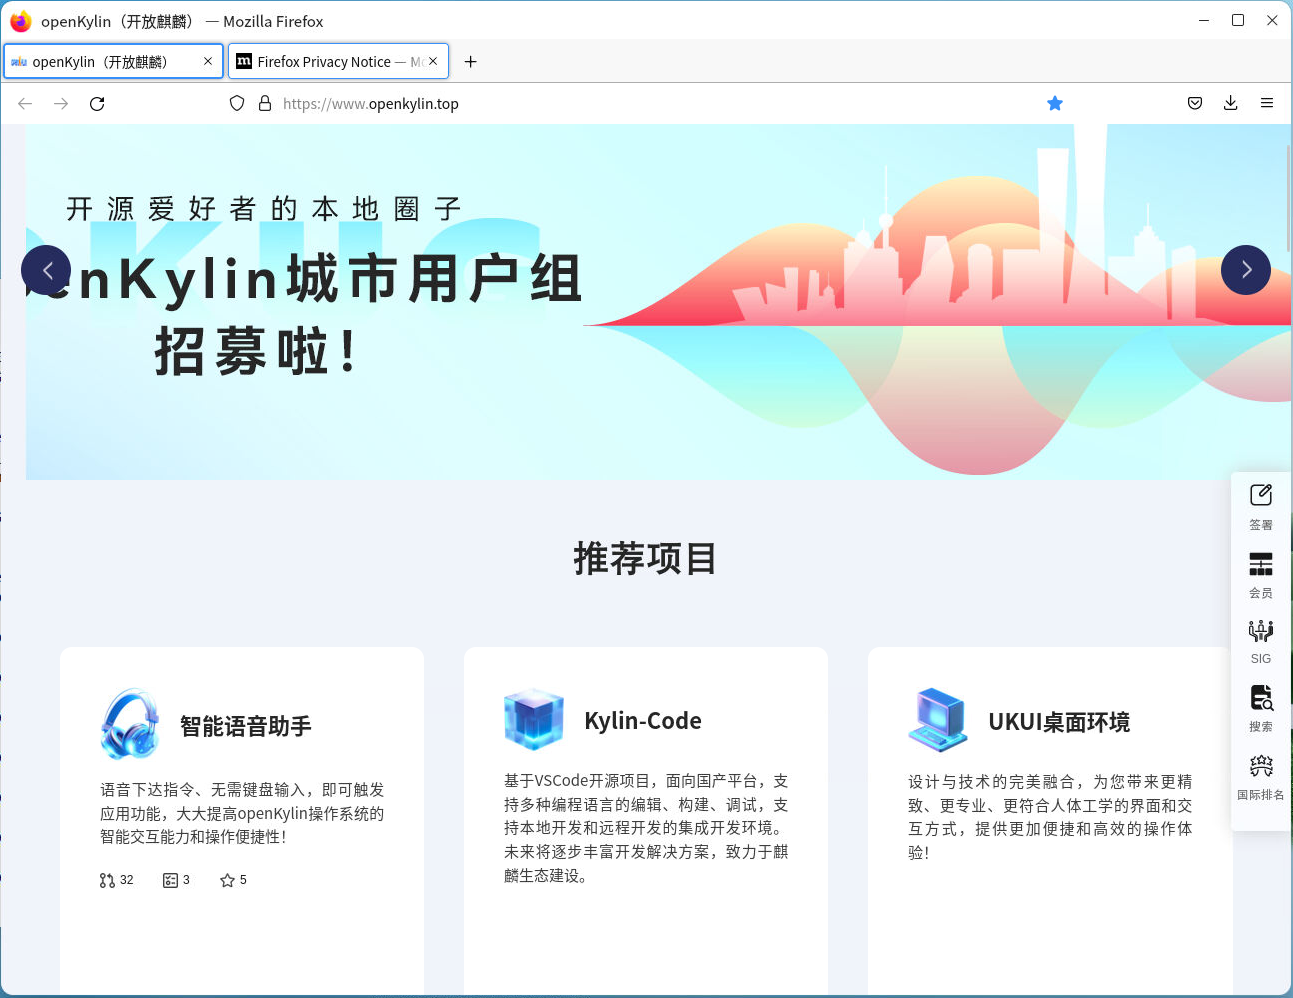 openKylin（开放麒麟） — Mozilla Firefox
openKylin（开放麒麟）
Firefox Privacy Notice — Mo
https://www.openkylin.top
开源爱好者的本地圈子
enKylin城市用户组
招募啦！
推荐项目
智能语音助手
语音下达指令、无需键盘输入，即可触发
应用功能，大大提高openKylin操作系统的
智能交互能力和操作便捷性！
32 3 5
Kylin-Code
基于VSCode开源项目，面向国产平台，支
持多种编程语言的编辑、构建、调试，支
持本地开发和远程开发的集成开发环境。
未来将逐步丰富开发解决方案，致力于麒
麟生态建设。
UKUI桌面环境
设计与技术的完美融合，为您带来更精
致、更专业、更符合人体工学的界面和交
互方式，提供更加便捷和高效的操作体
验！
签署
会员
SIG
搜索
国际排名